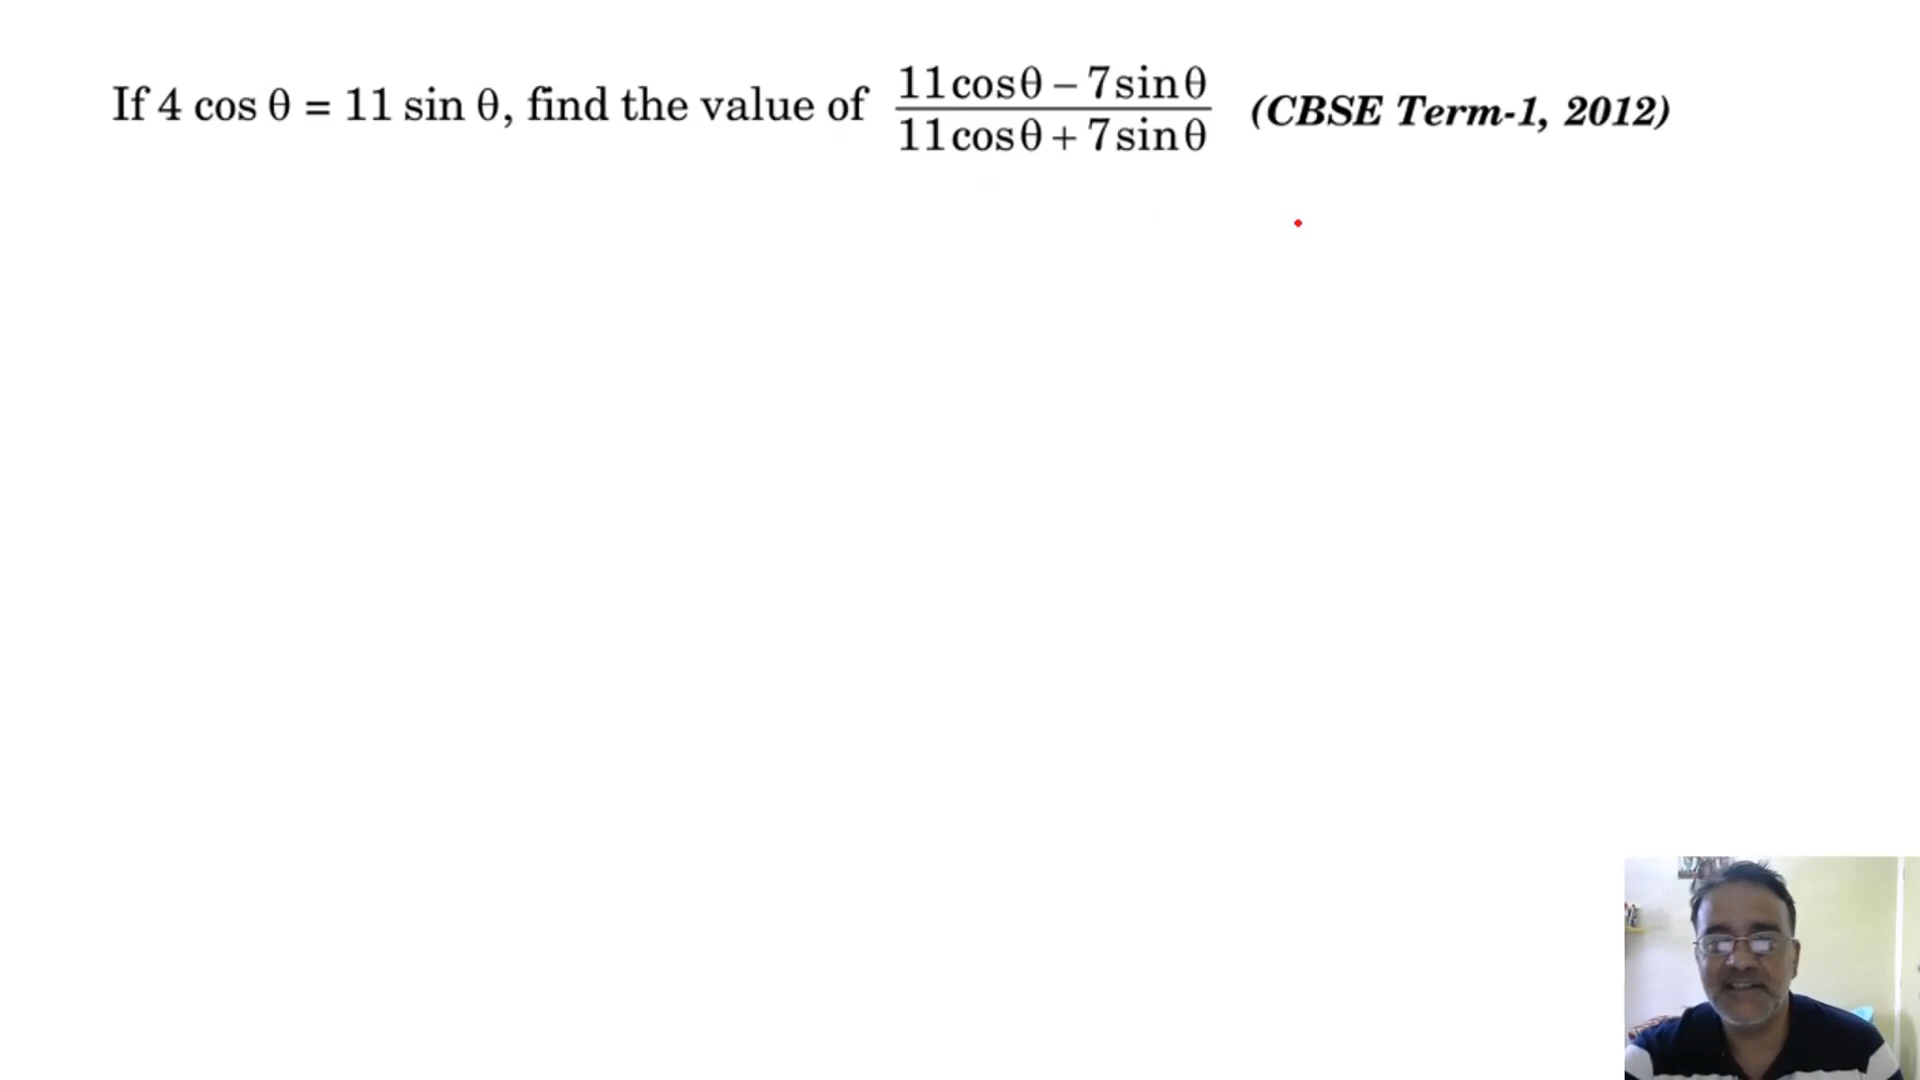 If 4 cos θ = 11 sin θ, find the value of (11cosθ – 7sinθ)/(11cosθ + 7sinθ) (CBSE Term-1, 2012)